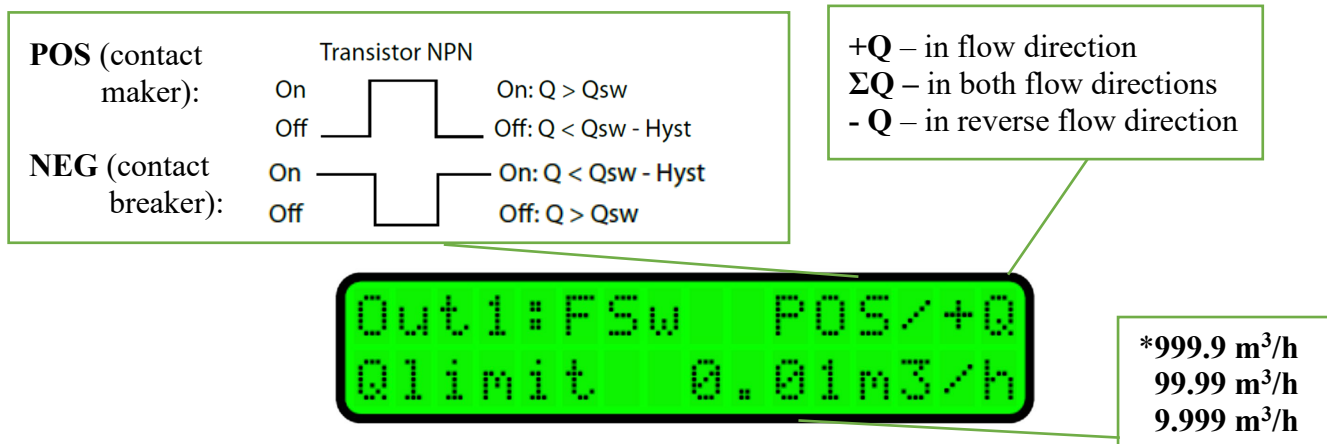 POS (contact maker):
Transistor NPN
On
On: Q > Qsw
Off
Off: Q < Qsw - Hyst
NEG (contact breaker):
On
On: Q < Qsw - Hyst
Off
Off: Q > Qsw
+Q – in flow direction
ΣQ – in both flow directions
- Q – in reverse flow direction
Out1:FSw POS/+Q
Qlimit 0.01m3/h
*999.9 m³/h
99.99 m³/h
9.999 m³/h